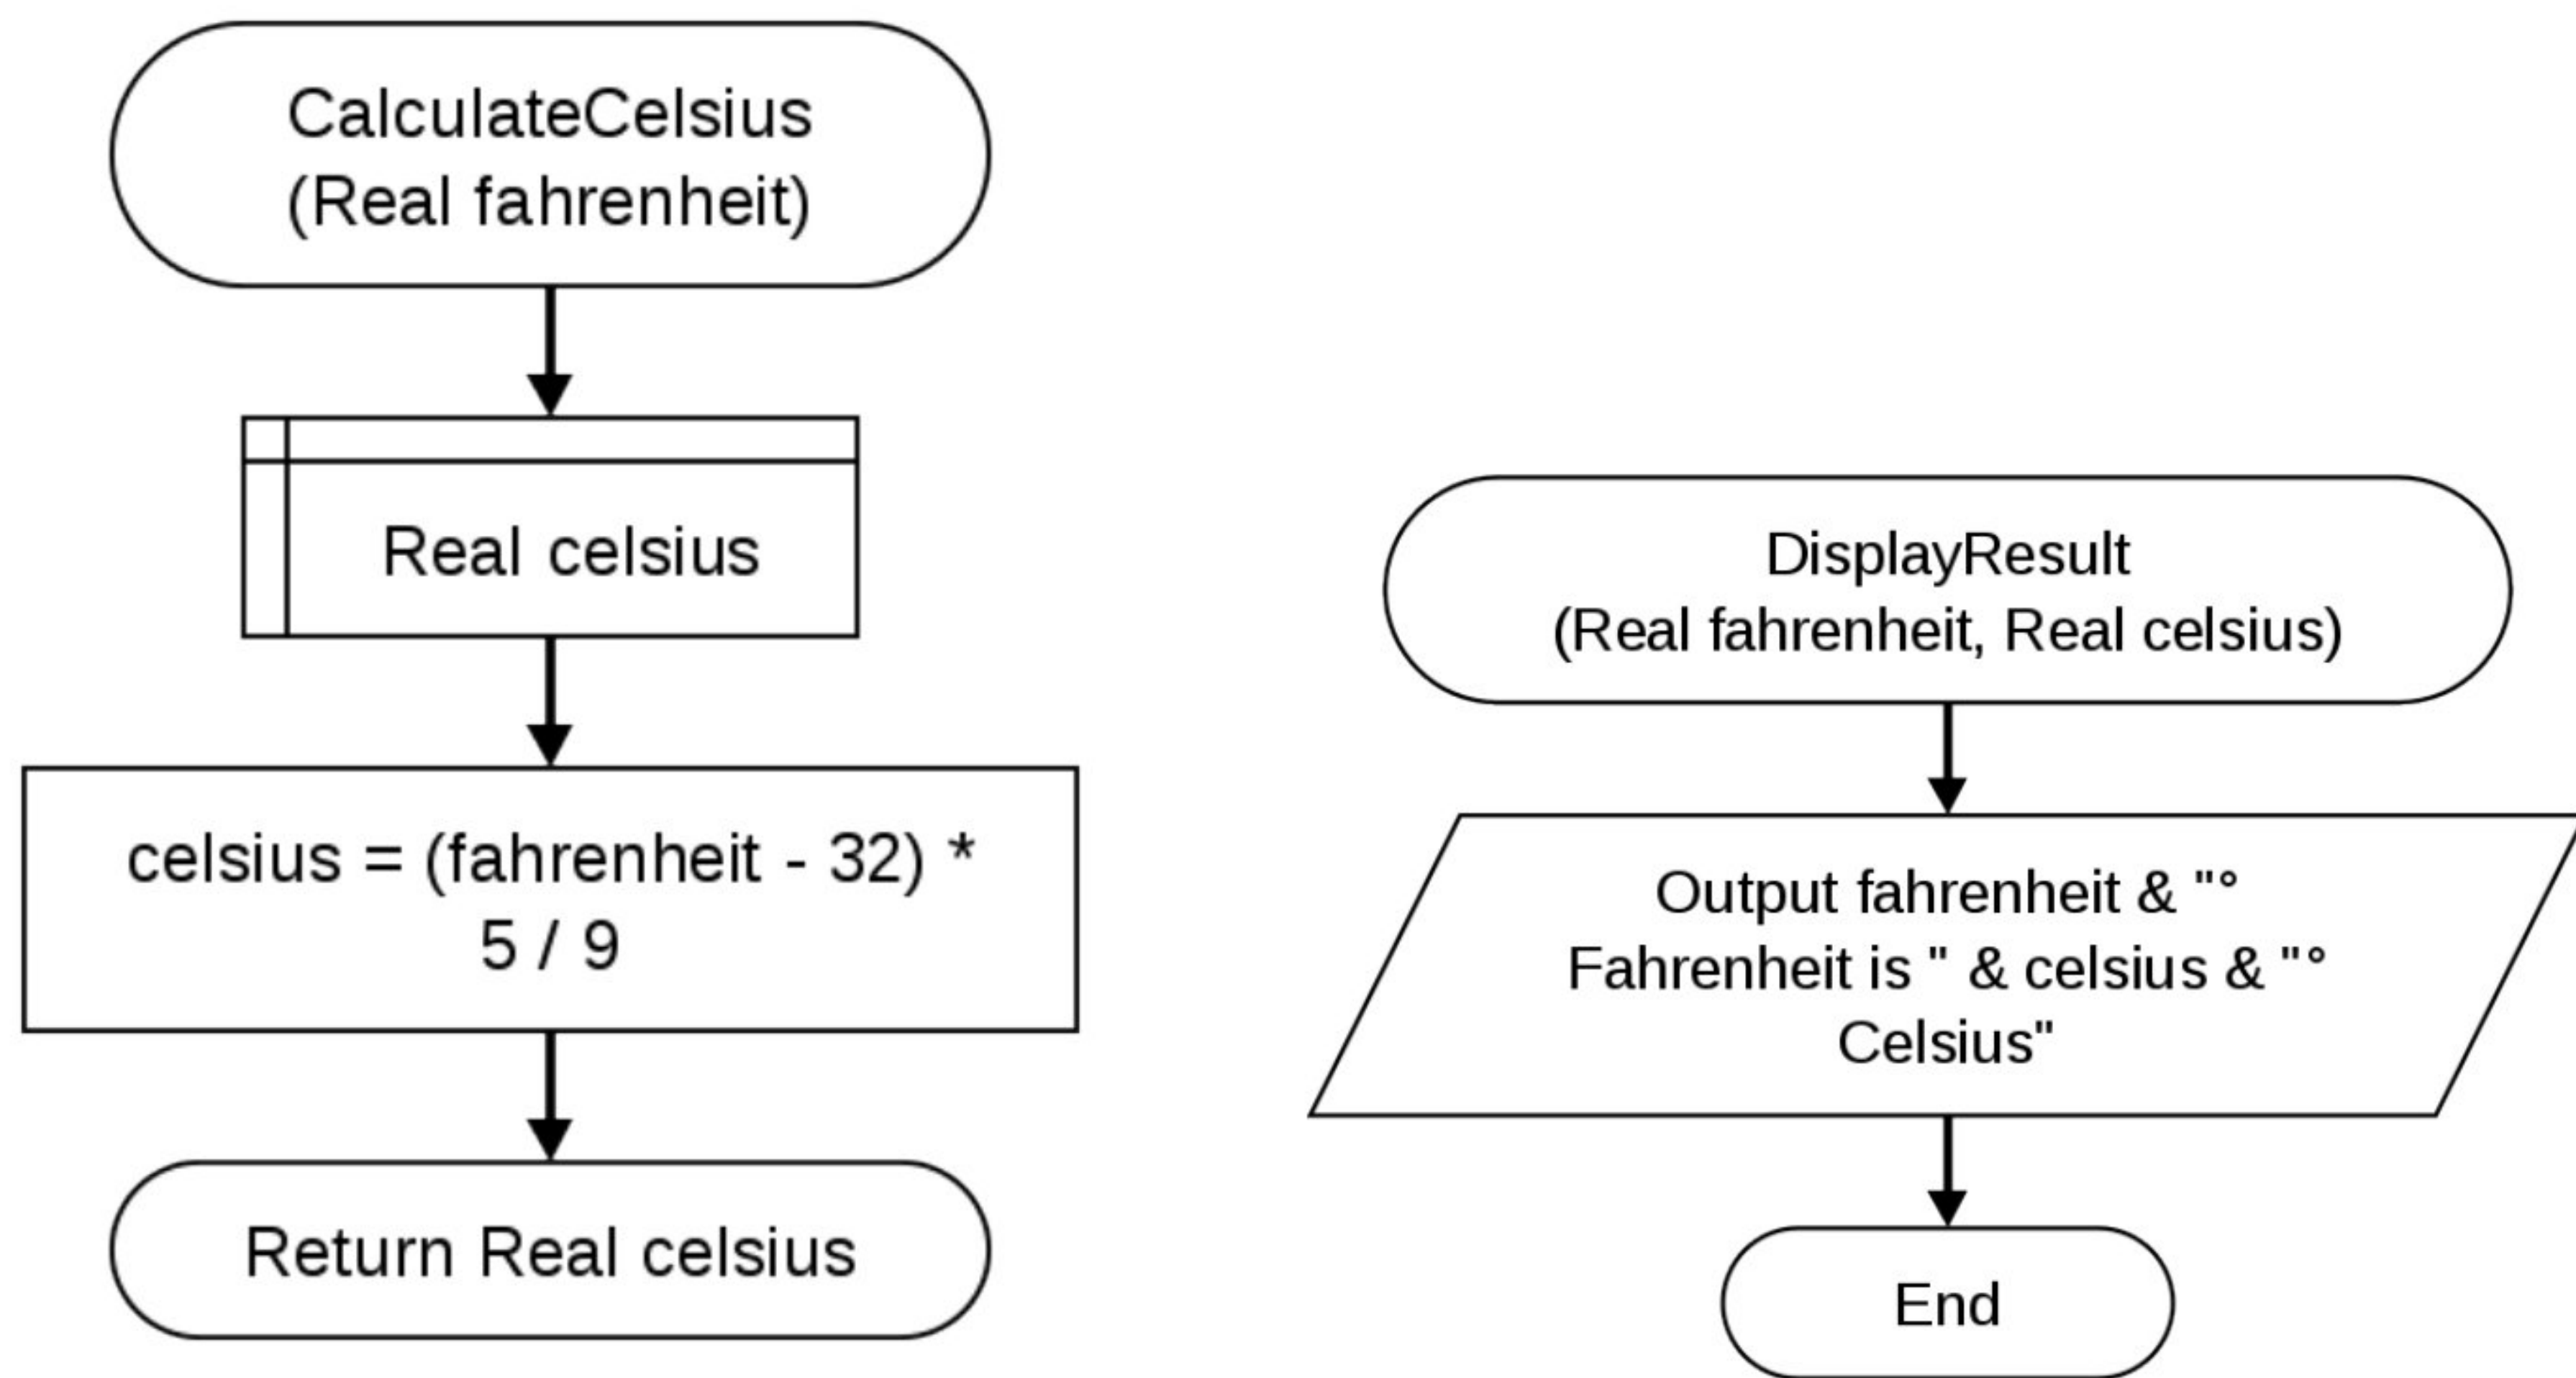 CalculateCelsius
(Real fahrenheit)
Real celsius
celsius = (fahrenheit - 32) *
5 / 9
Return Real celsius
DisplayResult
(Real fahrenheit, Real celsius)
Output fahrenheit & "°
Fahrenheit is " & celsius & "°
Celsius"
End